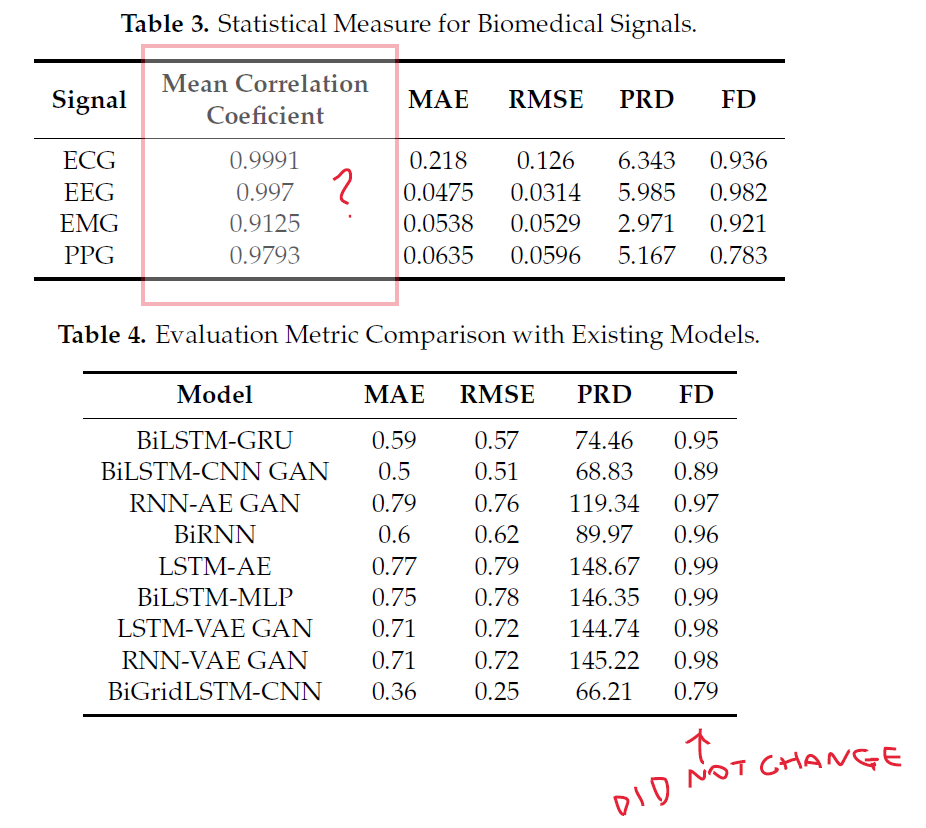 Table 3. Statistical Measure for Biomedical Signals.
Signal Mean Correlation Coeficient MAE RMSE PRD FD
ECG 0.9991 0.218 0.126 6.343 0.936
EEG 0.997 0.0475 0.0314 5.985 0.982
?
EMG 0.9125 0.0538 0.0529 2.971 0.921
PPG 0.9793 0.0635 0.0596 5.167 0.783
Table 4. Evaluation Metric Comparison with Existing Models.
Model MAE RMSE PRD FD
BiLSTM-GRU 0.59 0.57 74.46 0.95
BiLSTM-CNN GAN 0.5 0.51 68.83 0.89
RNN-AE GAN 0.79 0.76 119.34 0.97
BiRNN 0.6 0.62 89.97 0.96
LSTM-AE 0.77 0.79 148.67 0.99
BiLSTM-MLP 0.75 0.78 146.35 0.99
LSTM-VAE GAN 0.71 0.72 144.74 0.98
RNN-VAE GAN 0.71 0.72 145.22 0.98
BiGridLSTM-CNN 0.36 0.25 66.21 0.79
DID NOT CHANGE